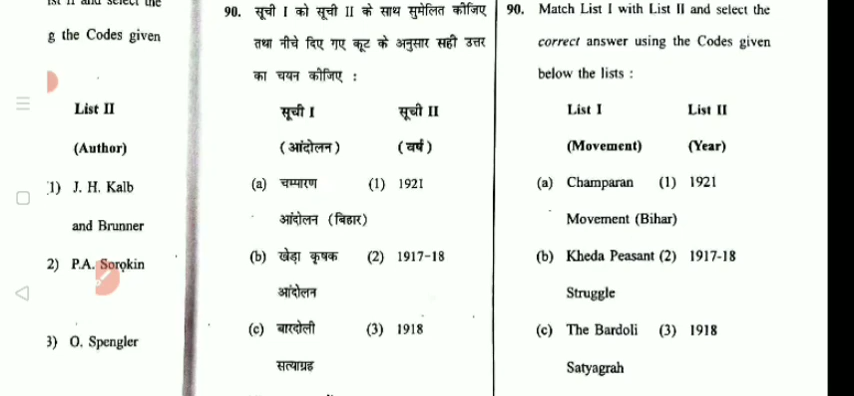 g the Codes given
List II
(Author)
1) J. H. Kalb
and Brunner
2) P.A. Sorokin
3) O. Spengler
90. सूची I को सूची II के साथ सुमेलित कीजिए
तथा नीचे दिए गए कूट के अनुसार सही उत्तर
का चयन कीजिए :
सूची I सूची II
(आंदोलन) (वर्ष)
(a) चम्पारण (1) 1921
आंदोलन (बिहार)
(b) खेड़ा कृषक (2) 1917-18
आंदोलन
(c) बारदोली (3) 1918
सत्याग्रह
90. Match List I with List II and select the
correct answer using the Codes given
below the lists :
List I List II
(Movement) (Year)
(a) Champaran (1) 1921
Movement (Bihar)
(b) Kheda Peasant (2) 1917-18
Struggle
(c) The Bardoli (3) 1918
Satyagrah